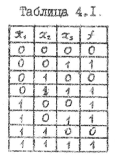 Таблица 4.I.
x₁ x₂ x₃ f
0 0 0 0
0 0 1 1
0 1 0 0
0 1 1 1
1 0 0 1
1 0 1 1
1 1 0 0
1 1 1 1